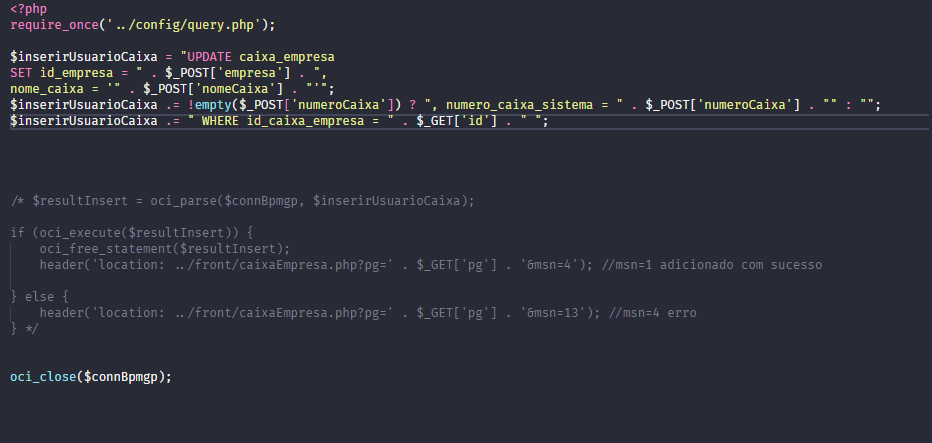 <?php
require_once('../config/query.php');
$inserirUsuarioCaixa = "UPDATE caixa_empresa
SET id_empresa = " . $_POST['empresa'] . ",
nome_caixa = '" . $_POST['nomeCaixa'] . "'";
$inserirUsuarioCaixa .= !empty($_POST['numeroCaixa']) ? ", numero_caixa_sistema = " . $_POST['numeroCaixa'] . "" : "";
$inserirUsuarioCaixa .= " WHERE id_caixa_empresa = " . $_GET['id'] . " ";
/* $resultInsert = oci_parse($connBpmgp, $inserirUsuarioCaixa);
if (oci_execute($resultInsert)) {
oci_free_statement($resultInsert);
header('location: ../front/caixaEmpresa.php?pg=' . $_GET['pg'] . '&msn=4'); //msn=1 adicionado com sucesso
} else {
header('location: ../front/caixaEmpresa.php?pg=' . $_GET['pg'] . '&msn=13'); //msn=4 erro
} */
oci_close($connBpmgp);